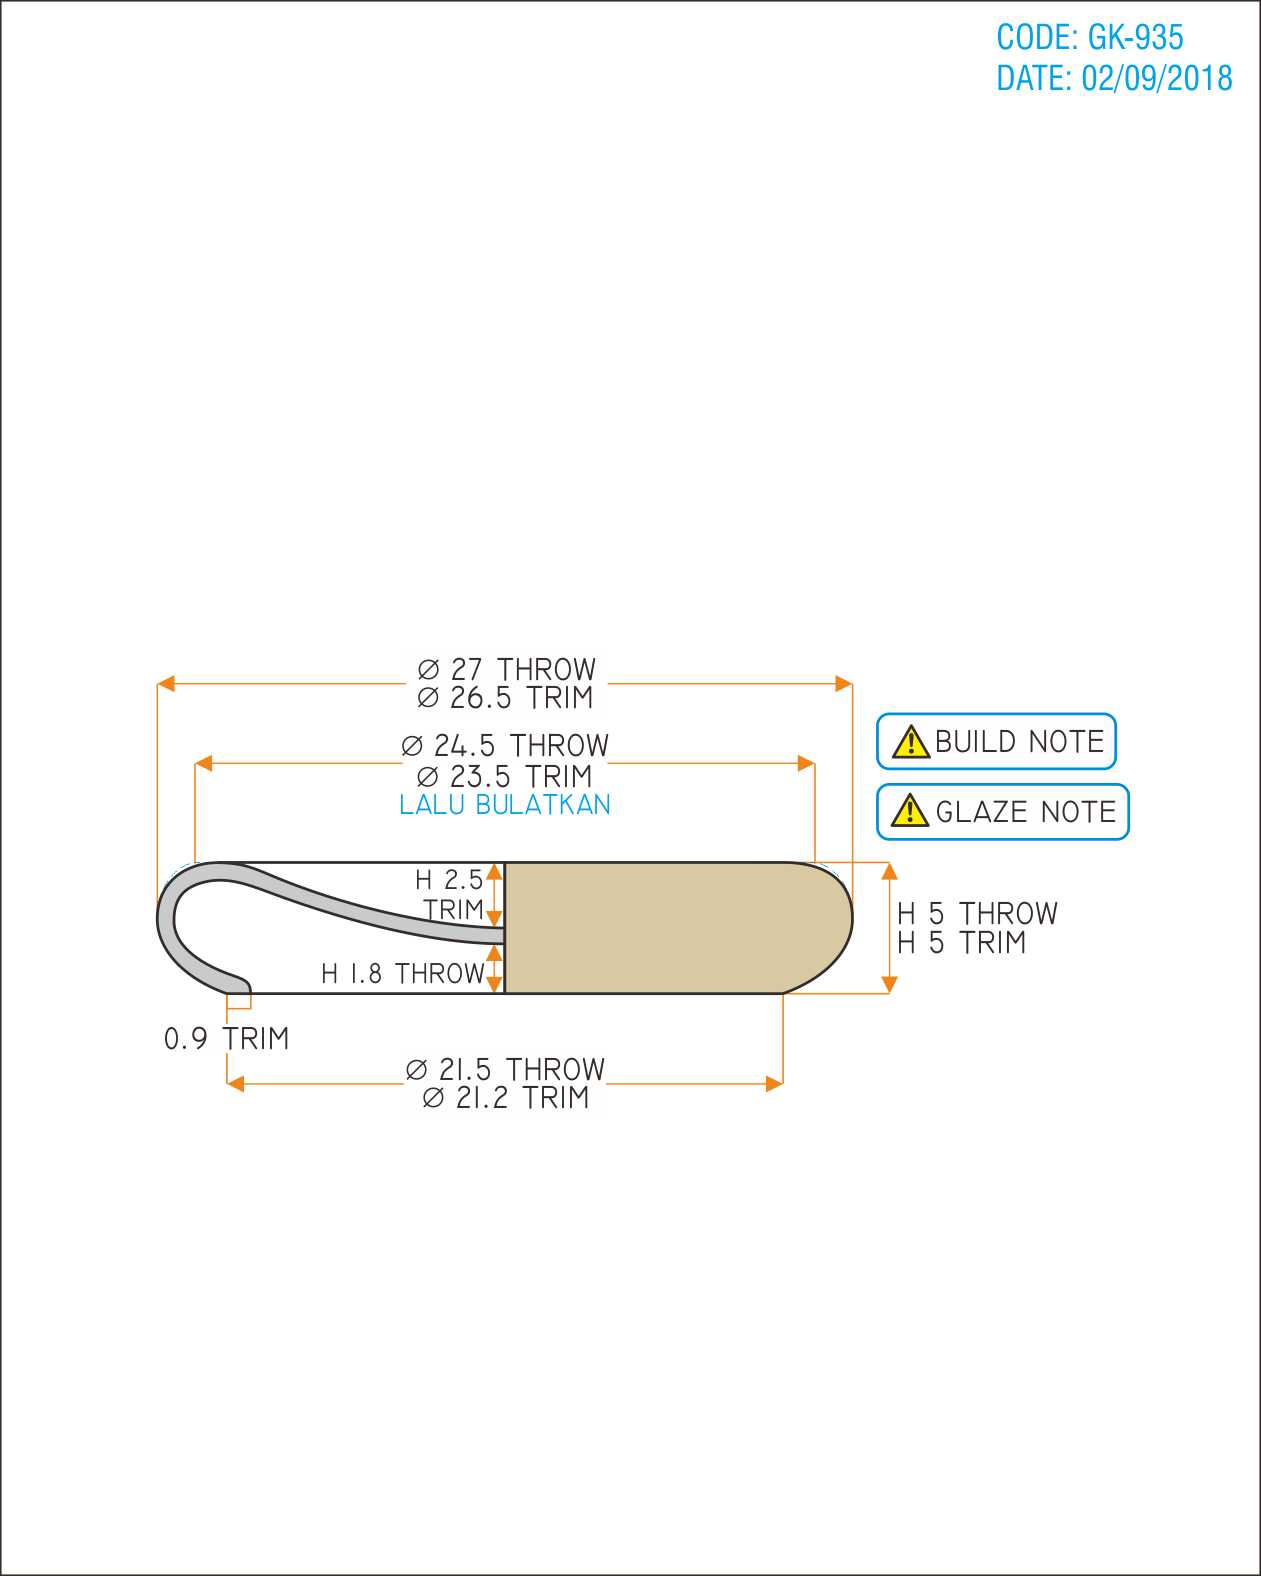 CODE: GK-935
DATE: 02/09/2018
Ø 27 THROW
Ø 26.5 TRIM
Ø 24.5 THROW
Ø 23.5 TRIM
LALU BULATKAN
BUILD NOTE
GLAZE NOTE
H 2.5
TRIM
H 5 THROW
H 5 TRIM
H 1.8 THROW
0.9 TRIM
Ø 21.5 THROW
Ø 21.2 TRIM